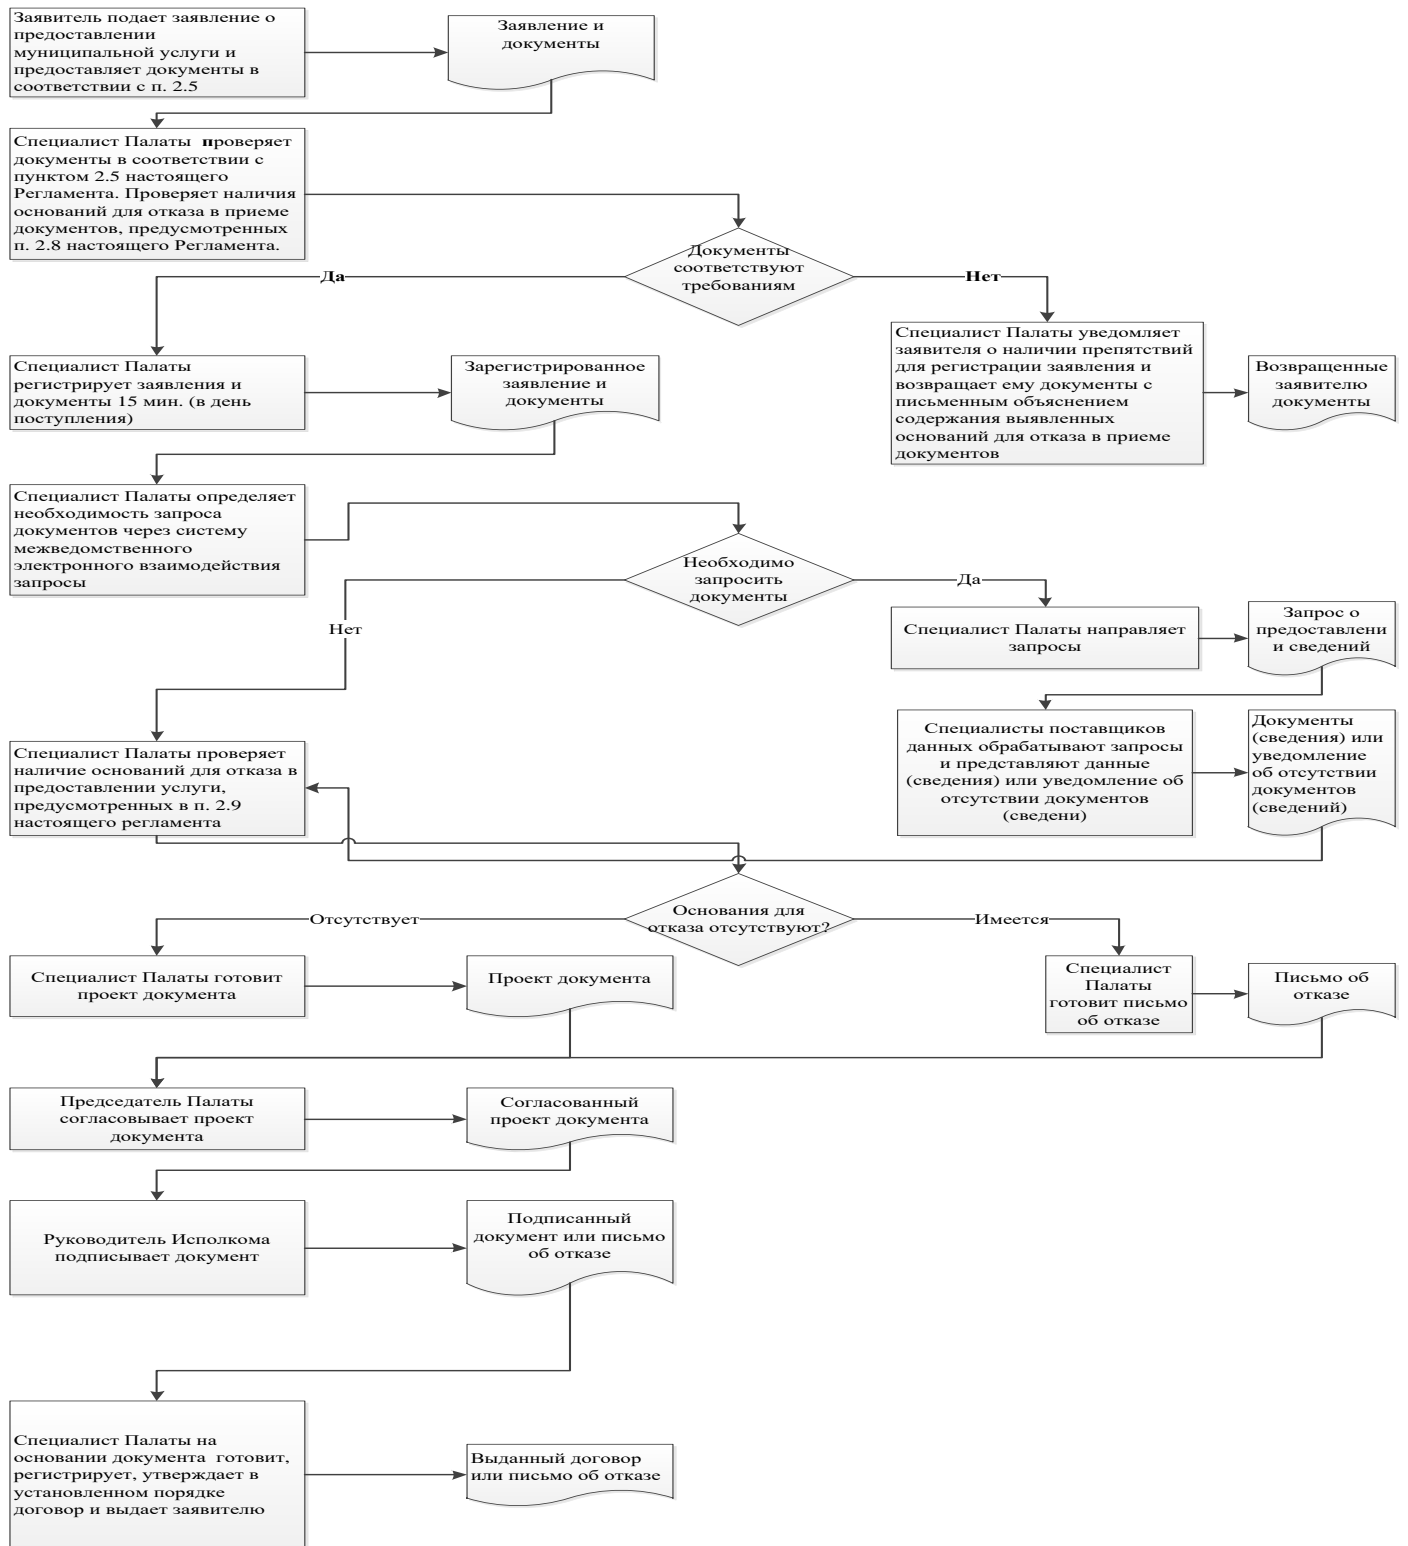 Заявитель подает заявление о
предоставлении
муниципальной услуги и
предоставляет документы в
соответствии с п. 2.5
Заявление и
документы
Специалист Палаты  проверяет
документы в соответствии с
пунктом 2.5 настоящего
Регламента. Проверяет наличия
оснований для отказа в приеме
документов, предусмотренных
п. 2.8 настоящего Регламента.
Документы
соответствуют
требованиям
Да
Нет
Специалист Палаты
регистрирует заявления и
документы 15 мин. (в день
поступления)
Зарегистрированное
заявление и
документы
Специалист Палаты уведомляет
заявителя о наличии препятствий
для регистрации заявления и
возвращает ему документы с
письменным объяснением
содержания выявленных
оснований для отказа в приеме
документов
Возвращенные
заявителю
документы
Специалист Палаты определяет
необходимость запроса
документов через систему
межведомственного
электронного взаимодействия
запросы
Необходимо
запросить
документы
Да
Нет
Специалист Палаты направляет
запросы
Запрос о
предоставлени
и сведений
Специалисты поставщиков
данных обрабатывают запросы
и представляют данные
(сведения) или уведомление об
отсутствии документов
(сведени)
Документы
(сведения) или
уведомление
об отсутствии
документов
(сведений)
Специалист Палаты проверяет
наличие оснований для отказа в
предоставлении услуги,
предусмотренных в п. 2.9
настоящего регламента
Основания для
отказа отсутствуют?
Отсутствует
Имеется
Специалист Палаты готовит
проект документа
Проект документа
Специалист
Палаты
готовит письмо
об отказе
Письмо об
отказе
Председатель Палаты
согласовывает проект
документа
Согласованный
проект документа
Руководитель Исполкома
подписывает документ
Подписанный
документ или письмо
об отказе
Специалист Палаты на
основании документа  готовит,
регистрирует, утверждает в
установленном порядке
договор и выдает заявителю
Выданный договор
или письмо об отказе